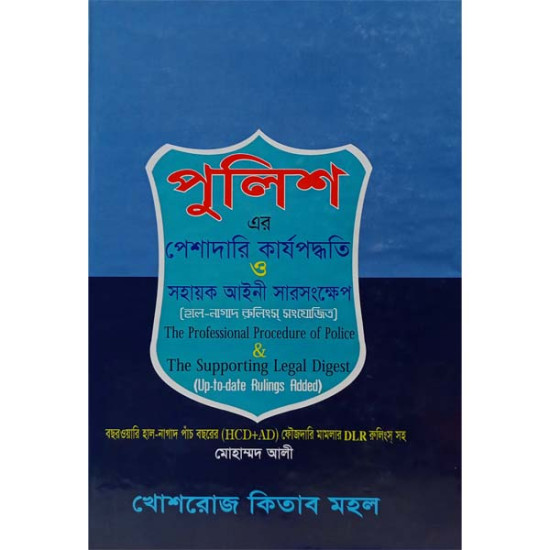 পুলিশ
এর
পেশাদারি কার্যপদ্ধতি
ও
সহায়ক আইনী সারসংক্ষেপ
(হাল-নাগাদ রুলিংস্ সংযোজিত)
The Professional Procedure of Police
&
The Supporting Legal Digest
(Up-to-date Rulings Added)
বছরওয়ারি হাল-নাগাদ পাঁচ বছরের (HCD+AD) ফৌজদারি মামলার DLR রুলিংস্ সহ
মোহাম্মদ আলী
খোশরোজ কিতাব মহল